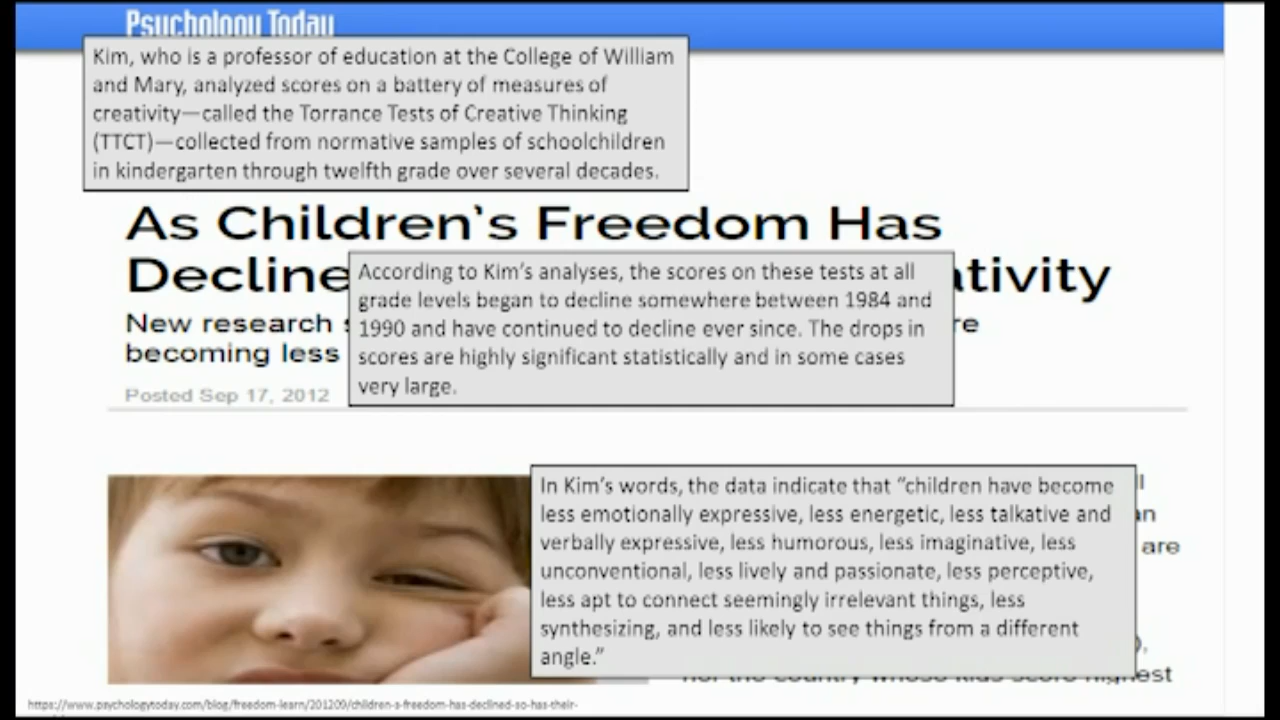 Psychology Today
Kim, who is a professor of education at the College of William
and Mary, analyzed scores on a battery of measures of
creativity—called the Torrance Tests of Creative Thinking
(TTCT)—collected from normative samples of schoolchildren
in kindergarten through twelfth grade over several decades.
As Children's Freedom Has
Decline
ativity
According to Kim's analyses, the scores on these tests at all
grade levels began to decline somewhere between 1984 and
1990 and have continued to decline ever since. The drops in
scores are highly significant statistically and in some cases
very large.
New research
re
becoming less
Posted Sep 17, 2012
In Kim's words, the data indicate that “children have become
less emotionally expressive, less energetic, less talkative and
verbally expressive, less humorous, less imaginative, less
unconventional, less lively and passionate, less perceptive,
less apt to connect seemingly irrelevant things, less
synthesizing, and less likely to see things from a different
angle.”
an
are
https://www.psychologytoday.com/blog/freedom-learn/201209/children-s-freedom-has-declined-so-has-their-